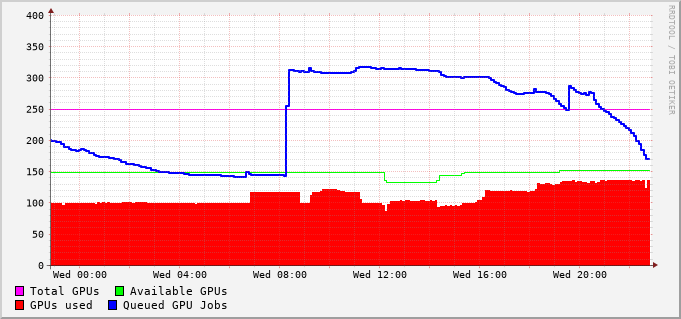 400
350
300
250
200
150
100
50
0
Wed 00:00 Wed 04:00 Wed 08:00 Wed 12:00 Wed 16:00 Wed 20:00
Total GPUs Available GPUs
GPUs used Queued GPU Jobs
RRDTOOL / TOBI OETIKER